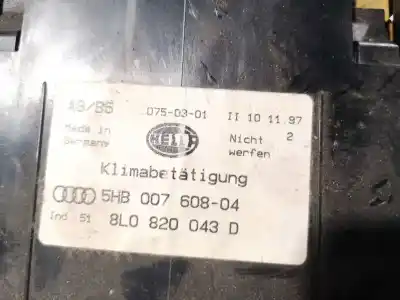 A3/B5 075-03-01 II 10 11.97
Made in Germany
HELLA
Nicht werfen 2
Klimabetätigung
5HB 007 608-04
Ind 51 8L0 820 043 D